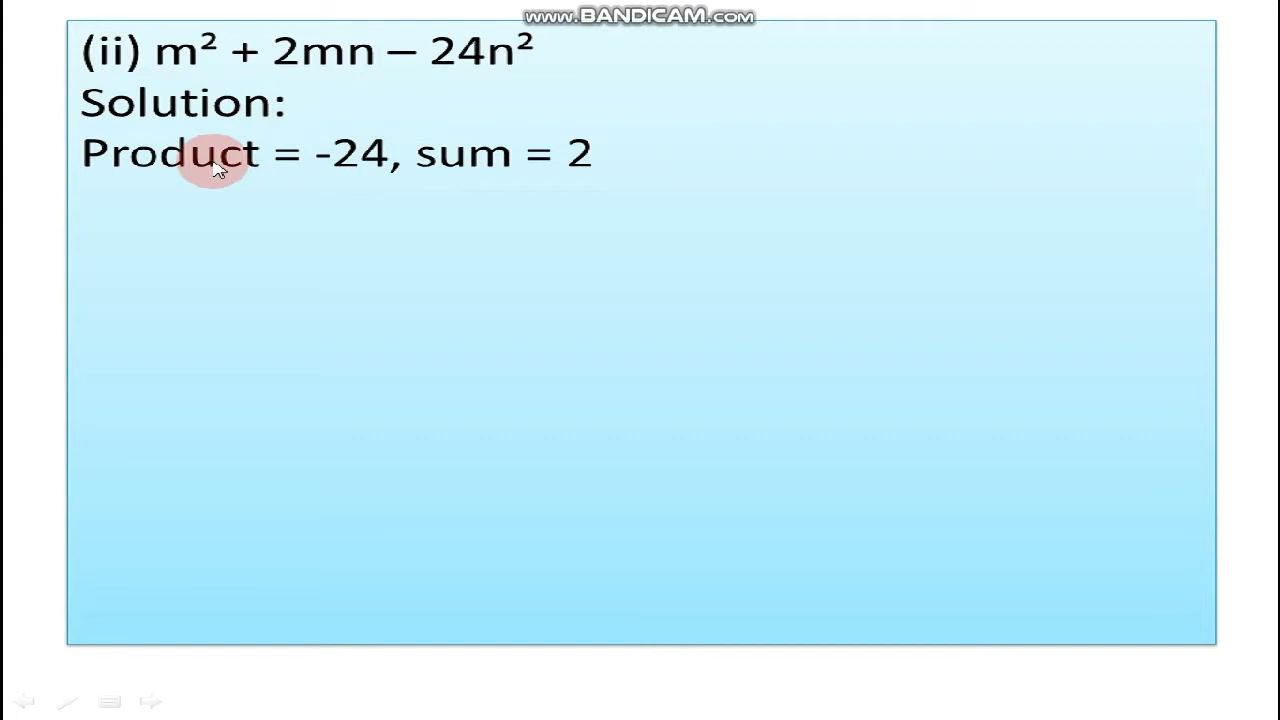 www.BANDICAM.com
(ii) m² + 2mn – 24n²
Solution:
Product = -24, sum = 2